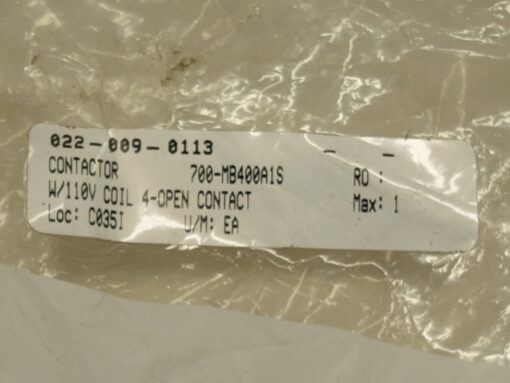 022-009-0113 - -
CONTACTOR 700-MB400A1S RO :
W/110V COIL 4-OPEN CONTACT Max: 1
Loc: C035I U/M: EA